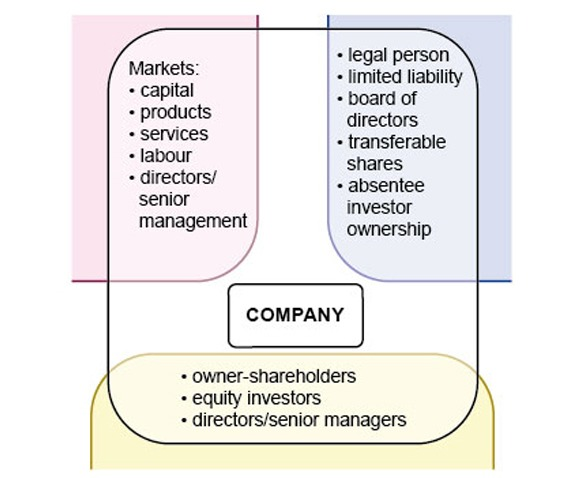 Markets:
• capital
• products
• services
• labour
• directors/
senior
management
• legal person
• limited liability
• board of
directors
• transferable
shares
• absentee
investor
ownership
COMPANY
• owner-shareholders
• equity investors
• directors/senior managers